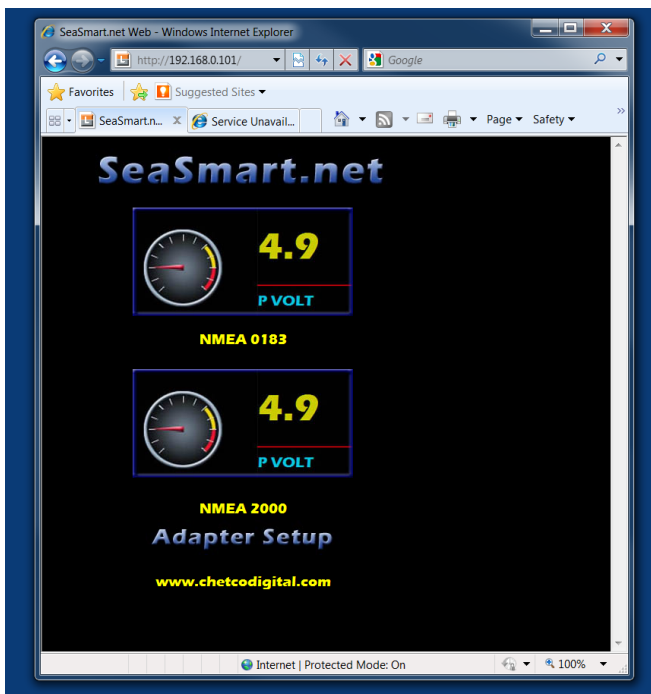 SeaSmart.net Web - Windows Internet Explorer
http://192.168.0.101/
Google
Favorites
Suggested Sites
SeaSmart.n...
Service Unavail...
Page
Safety
SeaSmart.net
4.9
P VOLT
NMEA 0183
4.9
P VOLT
NMEA 2000
Adapter Setup
www.chetcodigital.com
Internet | Protected Mode: On
100%